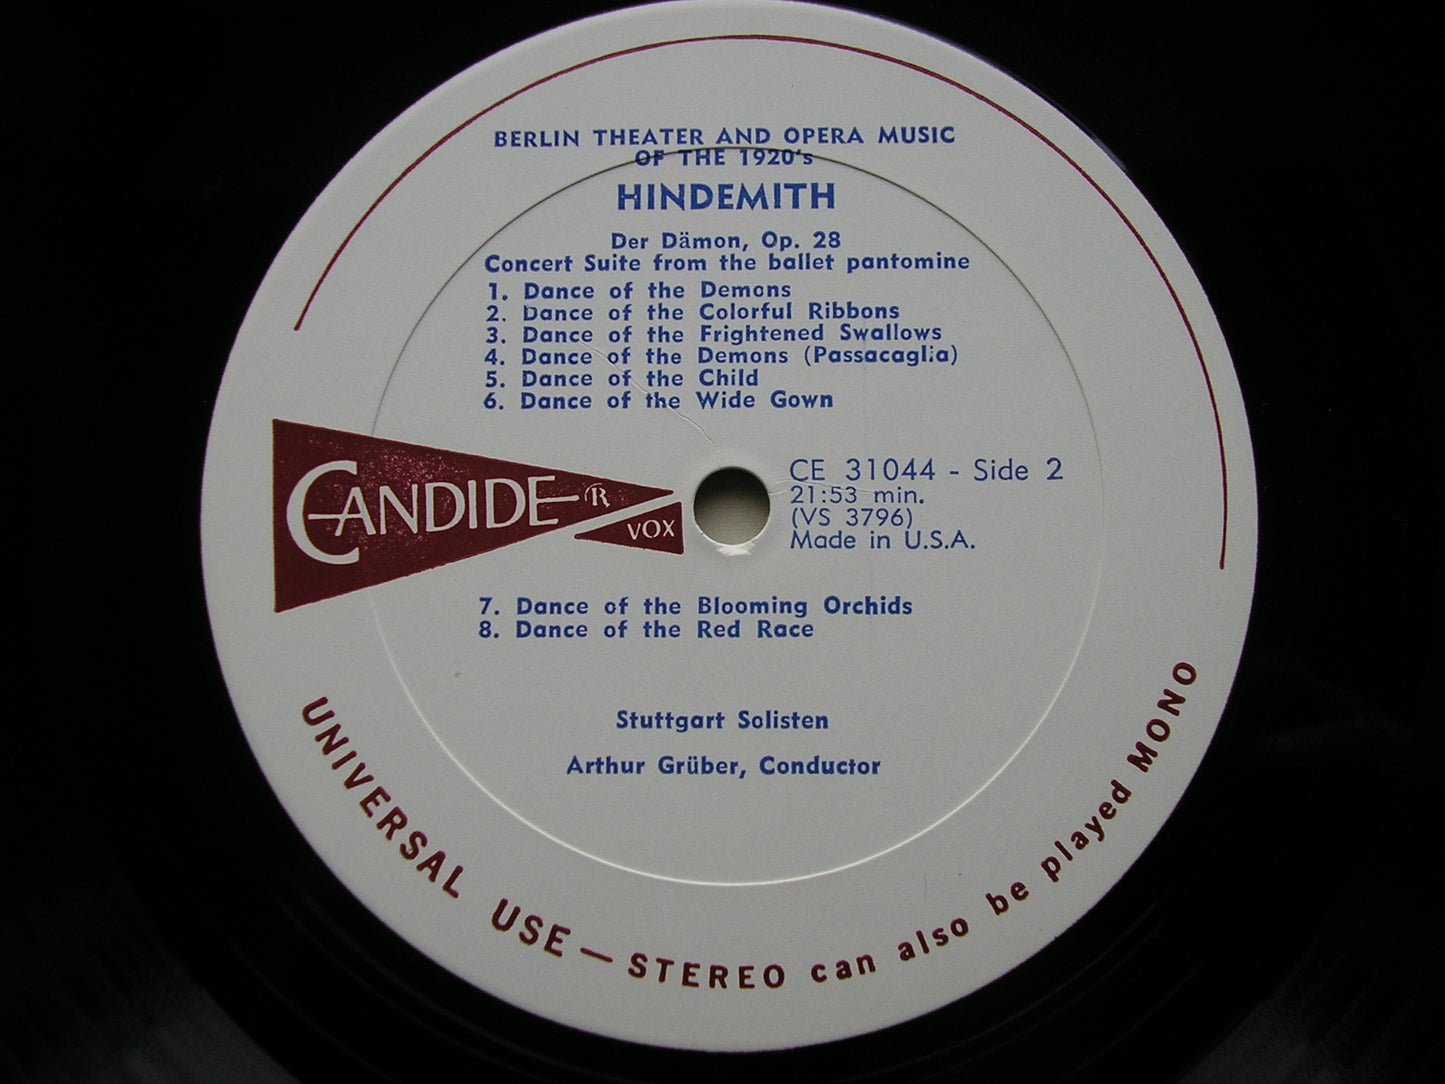 BERLIN THEATER AND OPERA MUSIC
OF THE 1920's
HINDEMITH
Der Dämon, Op. 28
Concert Suite from the ballet pantomine
1. Dance of the Demons
2. Dance of the Colorful Ribbons
3. Dance of the Frightened Swallows
4. Dance of the Demons (Passacaglia)
5. Dance of the Child
6. Dance of the Wide Gown
CANDIDE ®
VOX
CE 31044 - Side 2
21:53 min.
(VS 3796)
Made in U.S.A.
7. Dance of the Blooming Orchids
8. Dance of the Red Race
Stuttgart Solisten
Arthur Grüber, Conductor
UNIVERSAL USE — STEREO can also be played MONO